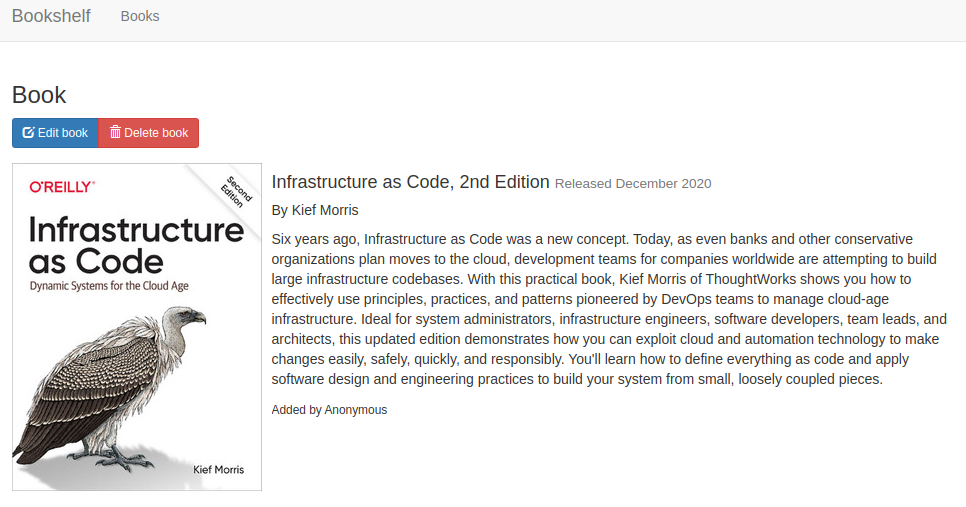 Bookshelf Books
Book
Edit book Delete book
O'REILLY®
Second
Edition
Infrastructure
as Code
Dynamic Systems for the Cloud Age
Kief Morris
Infrastructure as Code, 2nd Edition Released December 2020
By Kief Morris
Six years ago, Infrastructure as Code was a new concept. Today, as even banks and other conservative
organizations plan moves to the cloud, development teams for companies worldwide are attempting to build
large infrastructure codebases. With this practical book, Kief Morris of ThoughtWorks shows you how to
effectively use principles, practices, and patterns pioneered by DevOps teams to manage cloud-age
infrastructure. Ideal for system administrators, infrastructure engineers, software developers, team leads, and
architects, this updated edition demonstrates how you can exploit cloud and automation technology to make
changes easily, safely, quickly, and responsibly. You'll learn how to define everything as code and apply
software design and engineering practices to build your system from small, loosely coupled pieces.
Added by Anonymous